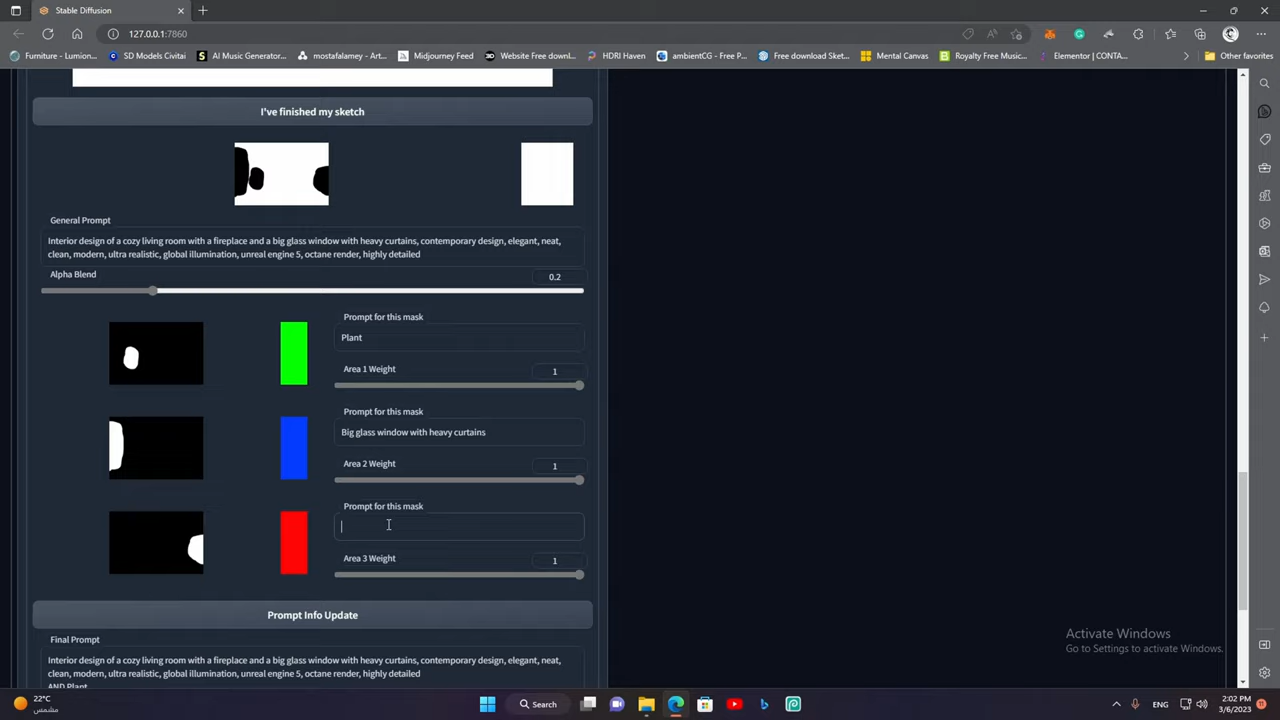 Stable Diffusion
127.0.0.1:7860
Furniture - Lumion...
SD Models Civitai
AI Music Generator...
mostafalamey - Art...
Midjourney Feed
Website Free downl...
HDRI Haven
ambientCG - Free P...
Free download Sket...
Mental Canvas
Royalty Free Music...
Elementor | CONTA...
Other favorites
I've finished my sketch
General Prompt
Interior design of a cozy living room with a fireplace and a big glass window with heavy curtains, contemporary design, elegant, neat,
clean, modern, ultra realistic, global illumination, unreal engine 5, octane render, highly detailed
Alpha Blend
0.2
Prompt for this mask
Plant
Area 1 Weight
1
Prompt for this mask
Big glass window with heavy curtains
Area 2 Weight
1
Prompt for this mask
Area 3 Weight
1
Prompt Info Update
Final Prompt
Interior design of a cozy living room with a fireplace and a big glass window with heavy curtains, contemporary design, elegant, neat,
clean, modern, ultra realistic, global illumination, unreal engine 5, octane render, highly detailed
AND Plant
Activate Windows
Go to Settings to activate Windows.
22°C
مشمس
Search
ENG
2:02 PM
3/6/2023